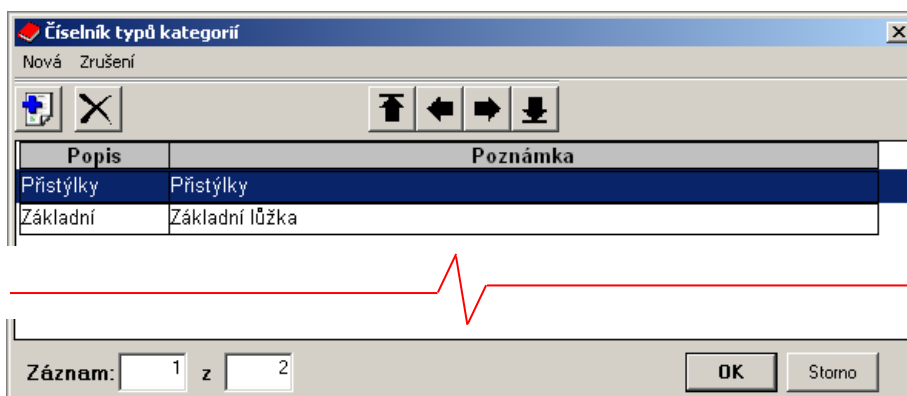 Číselník typů kategorií
Nová Zrušení
Popis Poznámka
Přistýlky Přistýlky
Základní Základní lůžka
Záznam: 1 z 2 OK Storno